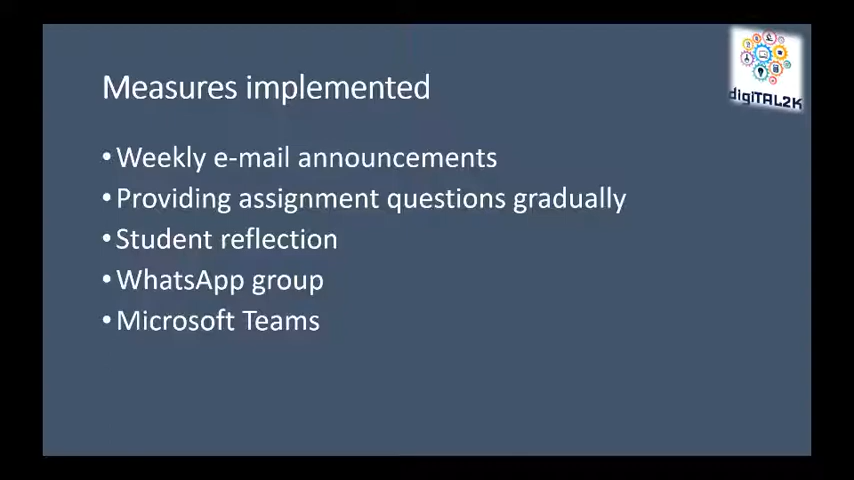 digiTAL2K
Measures implemented
•Weekly e-mail announcements
•Providing assignment questions gradually
•Student reflection
•WhatsApp group
•Microsoft Teams